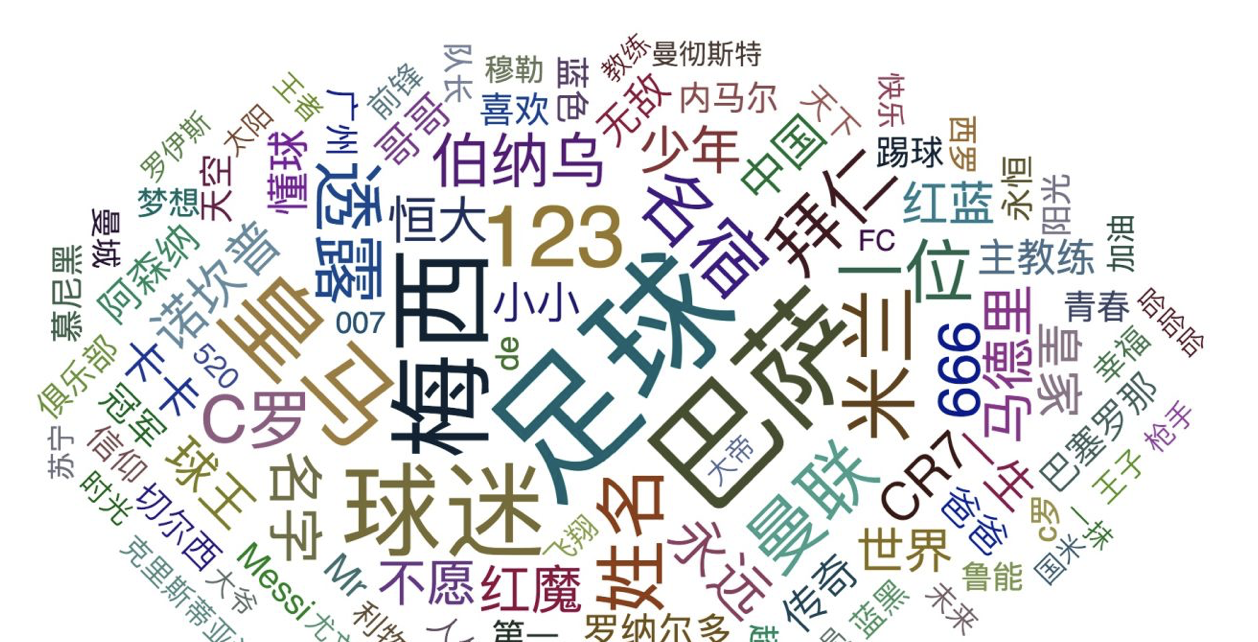 队长
穆勒
蓝色
教练
曼彻斯特
王者
广州
前锋
哥哥
喜欢
无敌
内马尔
天下
快乐
罗伊斯
太阳
懂球
伯纳乌
少年
中国
踢球
西罗
梦想
天空
透露
恒大
123
名宿
拜仁
红蓝
永恒
阳光
曼城
阿森纳
诺坎普
FC
一位
主教练
加油
慕尼黑
皇马
007
梅西
小小
足球
巴萨
米兰
666
马德里
青春
哈哈哈
俱乐部
卡卡
520
de
皇家
幸福
冠军
C罗
大帝
巴塞罗那
枪手
苏宁
信仰
球王
名字
球迷
姓名
曼联
CR7
一生
王子
时光
切尔西
飞翔
永远
世界
爸爸
c罗
一球
国米
克里斯蒂亚
大爷
Messi
Mr
不愿
红魔
传奇
蓝黑
鲁能
未来
利物
第一
罗纳尔多